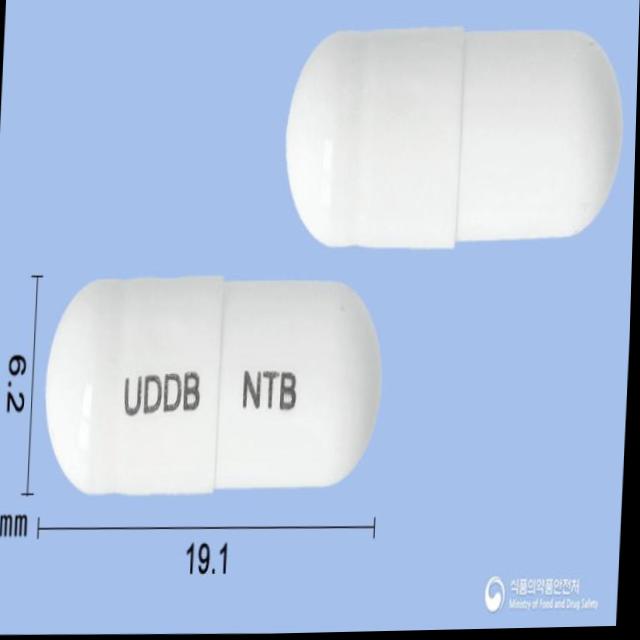 UDDB NTB
6.2
mm
19.1
식품의약품안전처
Ministry of Food and Drug Safety